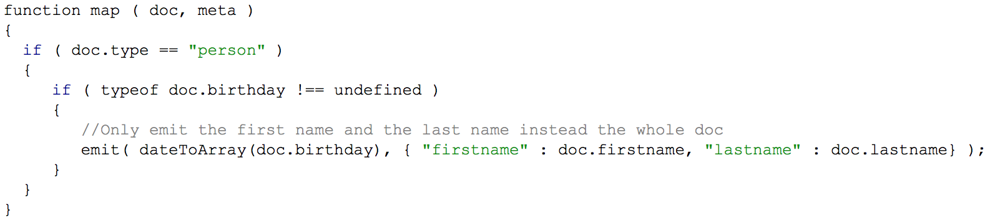 function map ( doc, meta )
{
  if ( doc.type == "person" )
  {
     if ( typeof doc.birthday !== undefined )
     {
        //Only emit the first name and the last name instead the whole doc
        emit( dateToArray(doc.birthday), { "firstname" : doc.firstname, "lastname" : doc.lastname} );
     }
  }
}